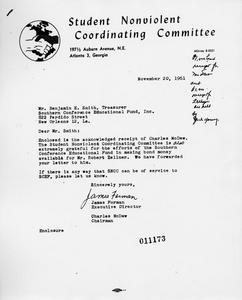 Student Nonviolent
Coordinating Committee
197½ Auburn Avenue, N.E.
Atlanta 3, Georgia
November 20, 1961
Mr. Benjamin E. Smith, Treasurer
Southern Conference Educational Fund, Inc.
822 Perdido Street
New Orleans 12, La.
Dear Mr. Smith:
Enclosed is the acknowledged receipt of Charles McDew.
The Student Nonviolent Coordinating Committee is also
extremely grateful for the efforts of the Southern
Conference Educational Fund in making bond money
available for Mr. Robert Zellner. We have forwarded
your letter to him.
If there is any way that SNCC can be of service to
SCEF, please let us know.
Sincerely yours,
James Forman
James Forman
Executive Director
Charles McDew
Chairman
Enclosure
011173